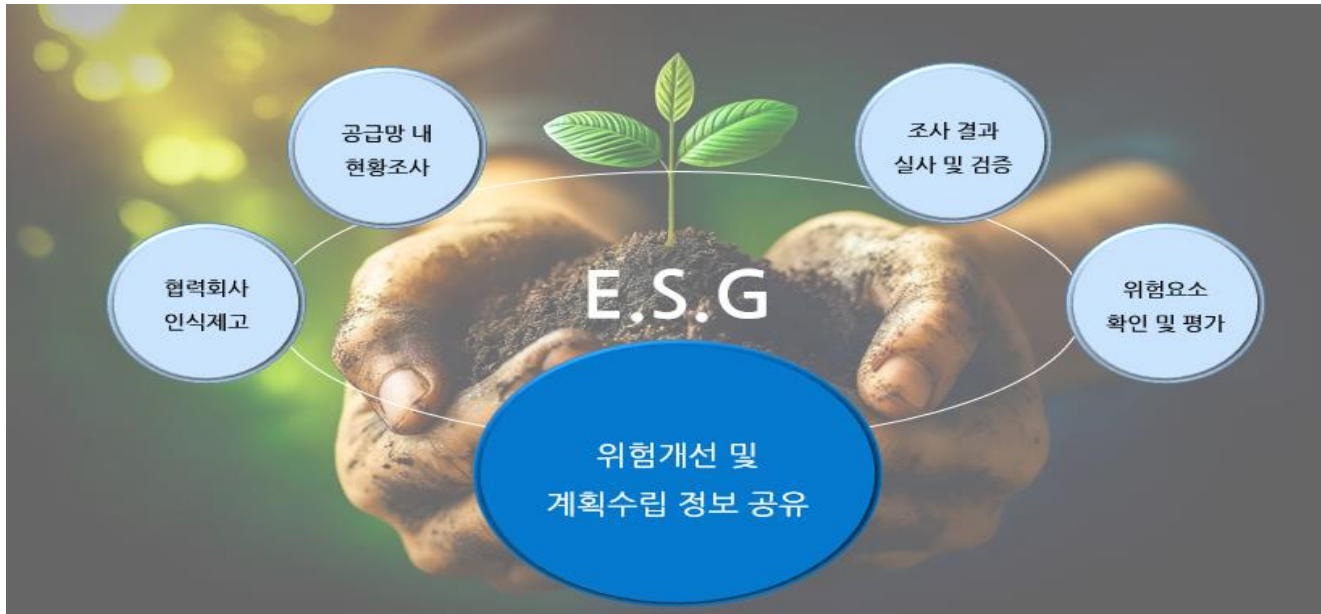 공급망 내
현황조사
조사 결과
실사 및 검증
협력회사
인식제고
E.S.G
위험요소
확인 및 평가
위험개선 및
계획수립 정보 공유